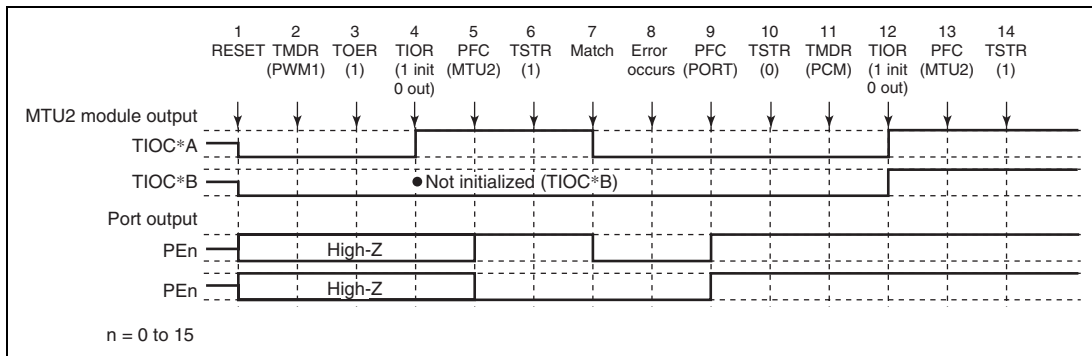 1 2 3 4 5 6 7 8 9 10 11 12 13 14
RESET TMDR TOER TIOR PFC TSTR Match Error PFC TSTR TMDR TIOR PFC TSTR
(PWM1) (1) (1 init (MTU2) (1) occurs (PORT) (0) (PCM) (1 init (MTU2) (1)
0 out) 0 out)
MTU2 module output
TIOC*A
TIOC*B
● Not initialized (TIOC*B)
Port output
PEn
High-Z
PEn
High-Z
n = 0 to 15